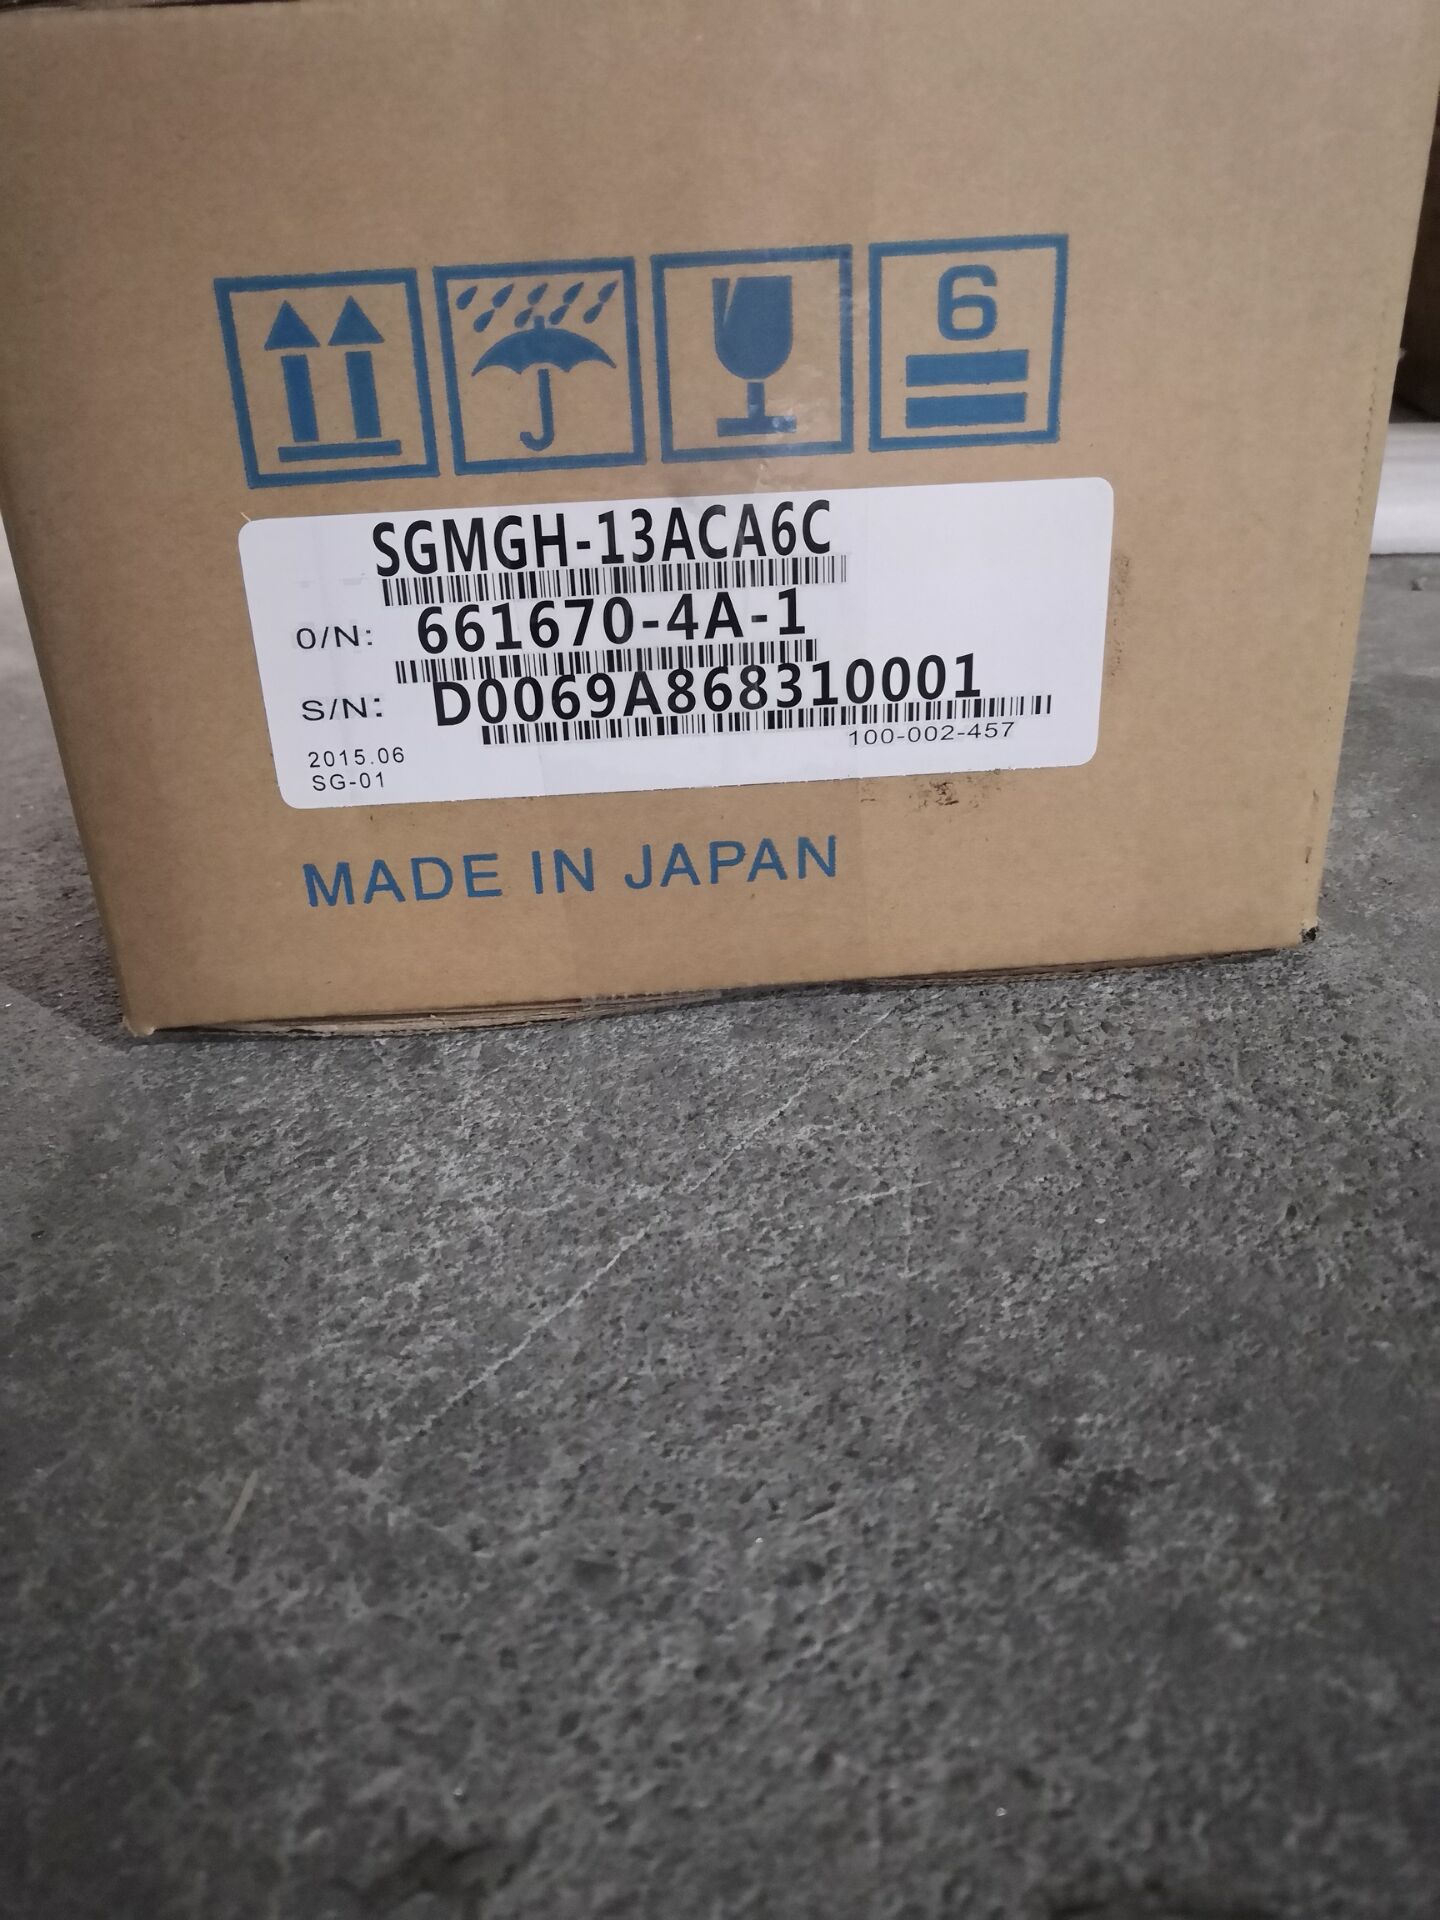 6
SGMGH-13ACA6C
O/N: 661670-4A-1
S/N: D0069A868310001
100-002-457
2015.06
SG-01
MADE IN JAPAN